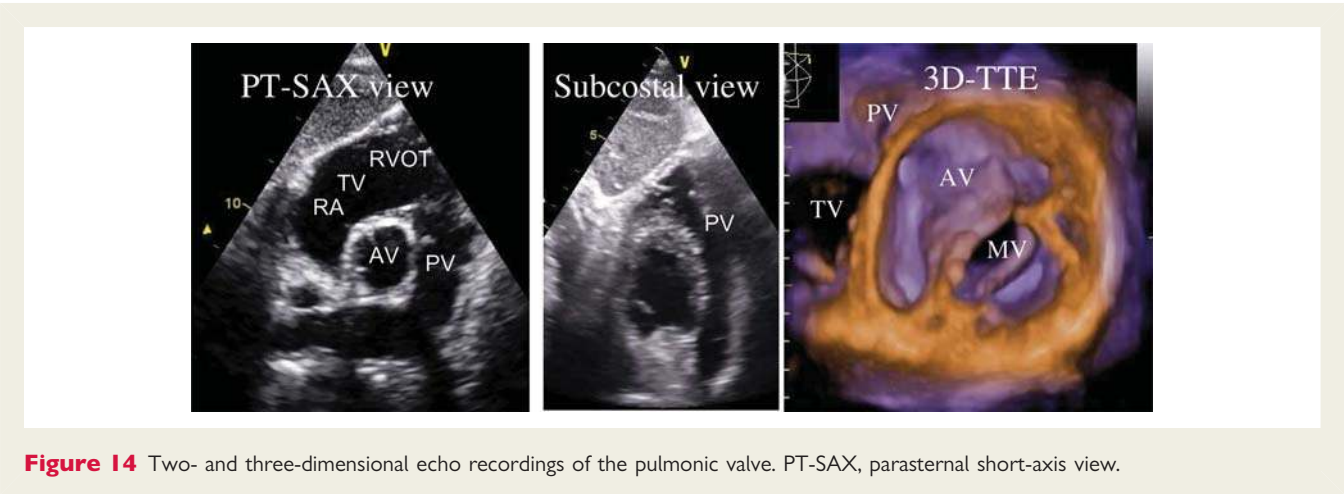 V
PT-SAX view
RVOT
TV
RA
10
AV
PV
V
Subcostal view
5
PV
3D-TTE
PV
AV
TV
MV
Figure 14 Two- and three-dimensional echo recordings of the pulmonic valve. PT-SAX, parasternal short-axis view.